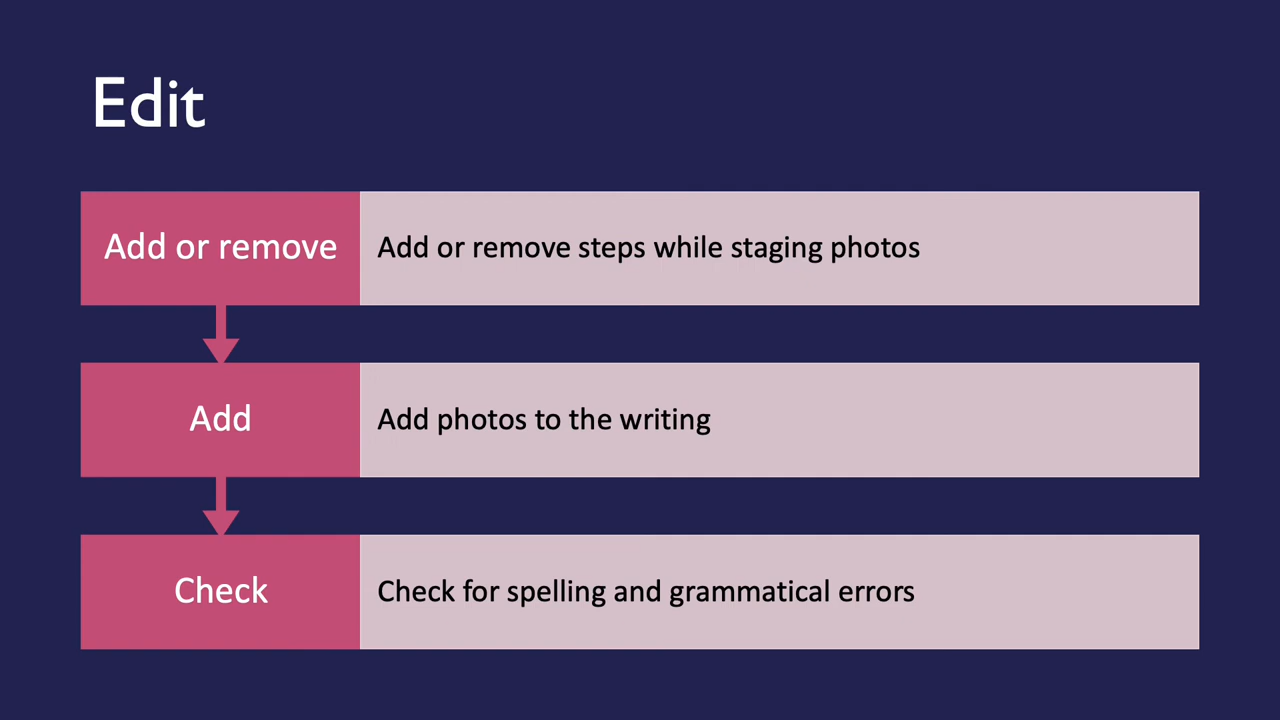 Edit
Add or remove
Add or remove steps while staging photos
Add
Add photos to the writing
Check
Check for spelling and grammatical errors